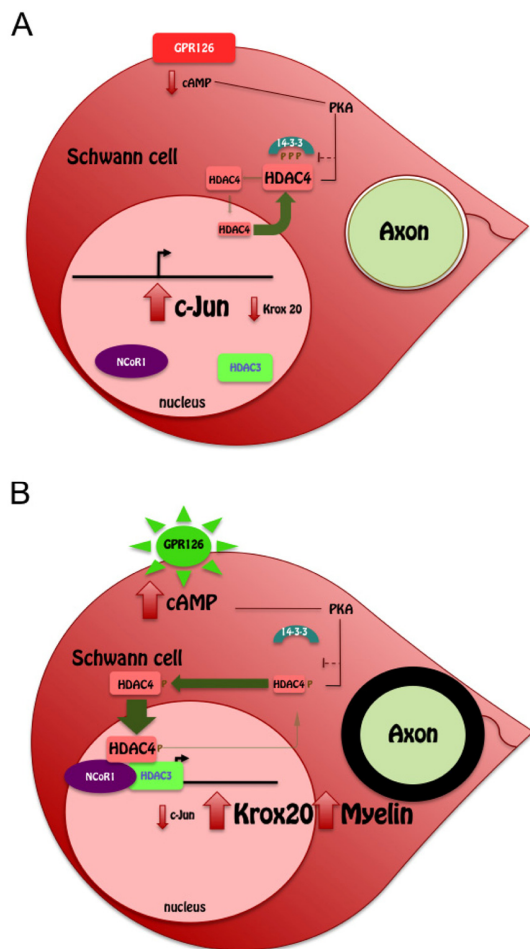 A
GPR126
cAMP
PKA
14-3-3
P P P
Schwann cell
HDAC4
HDAC4
HDAC4
Axon
c-Jun
Krox 20
NCoR1
HDAC3
nucleus
B
GPR126
cAMP
PKA
14-3-3
Schwann cell
HDAC4 P
HDAC4 P
HDAC4 P
Axon
NCoR1
HDAC3
c-Jun
Krox20
Myelin
nucleus